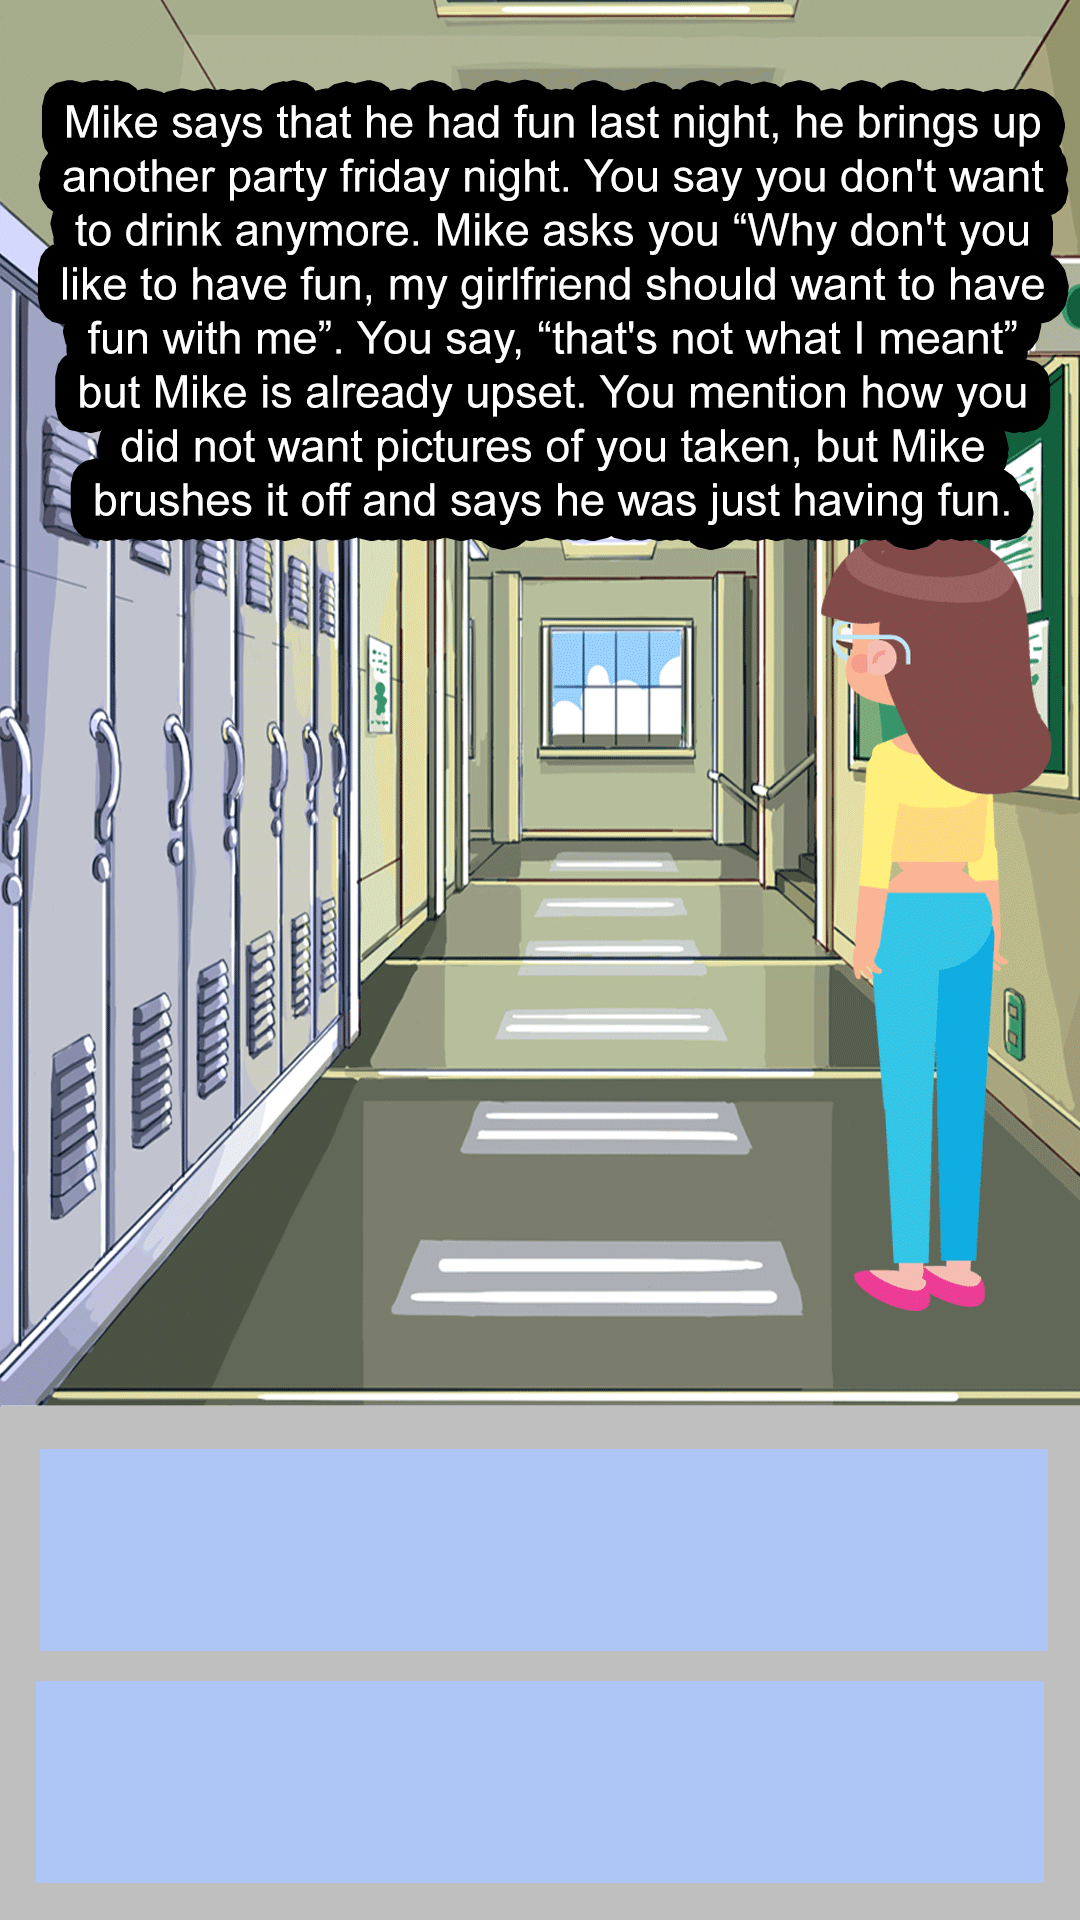 Mike says that he had fun last night, he brings up
another party friday night. You say you don't want
to drink anymore. Mike asks you “Why don't you
like to have fun, my girlfriend should want to have
fun with me”. You say, “that's not what I meant”
but Mike is already upset. You mention how you
did not want pictures of you taken, but Mike
brushes it off and says he was just having fun.